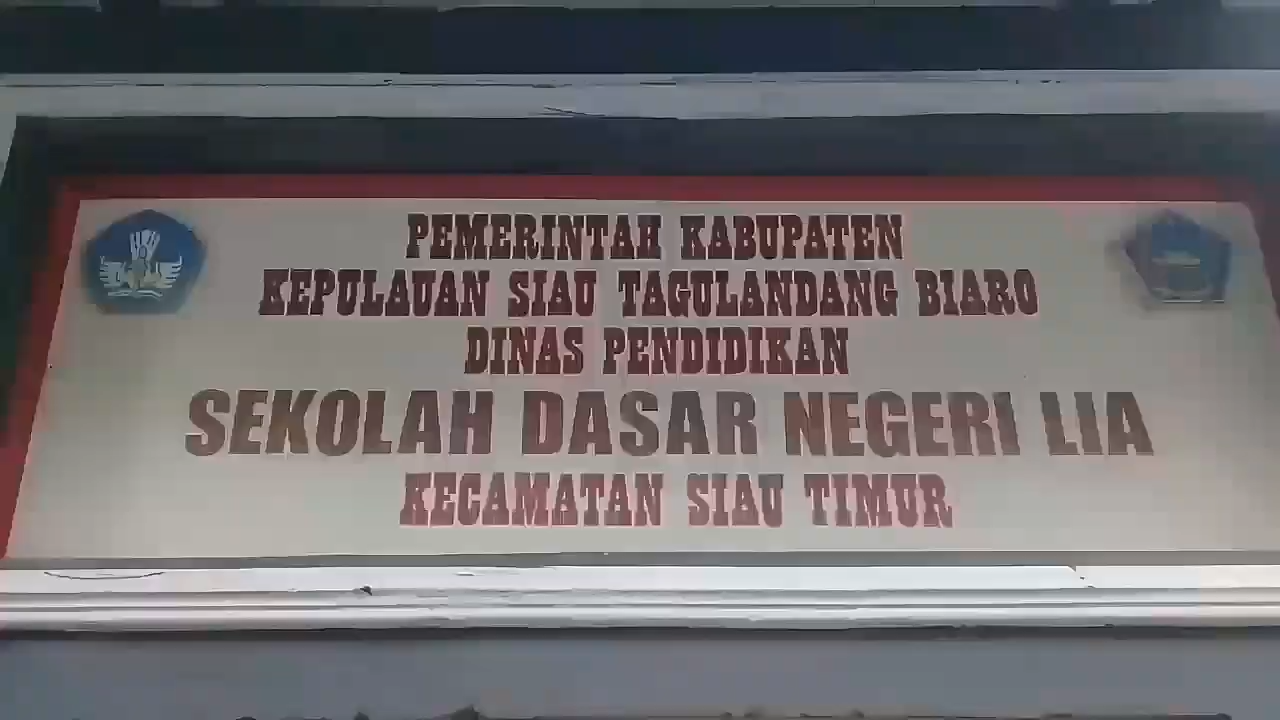 PEMERINTAH KABUPATEN
KEPULAUAN SIAU TAGULANDANG BIARO
DINAS PENDIDIKAN
SEKOLAH DASAR NEGERI LIA
KECAMATAN SIAU TIMUR